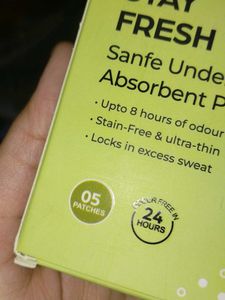 STAY
FRESH
Sanfe Unde
Absorbent P
• Upto 8 hours of odour
• Stain-Free & ultra-thin
• Locks in excess sweat
05
PATCHES
ODOUR FREE IN
24
HOURS